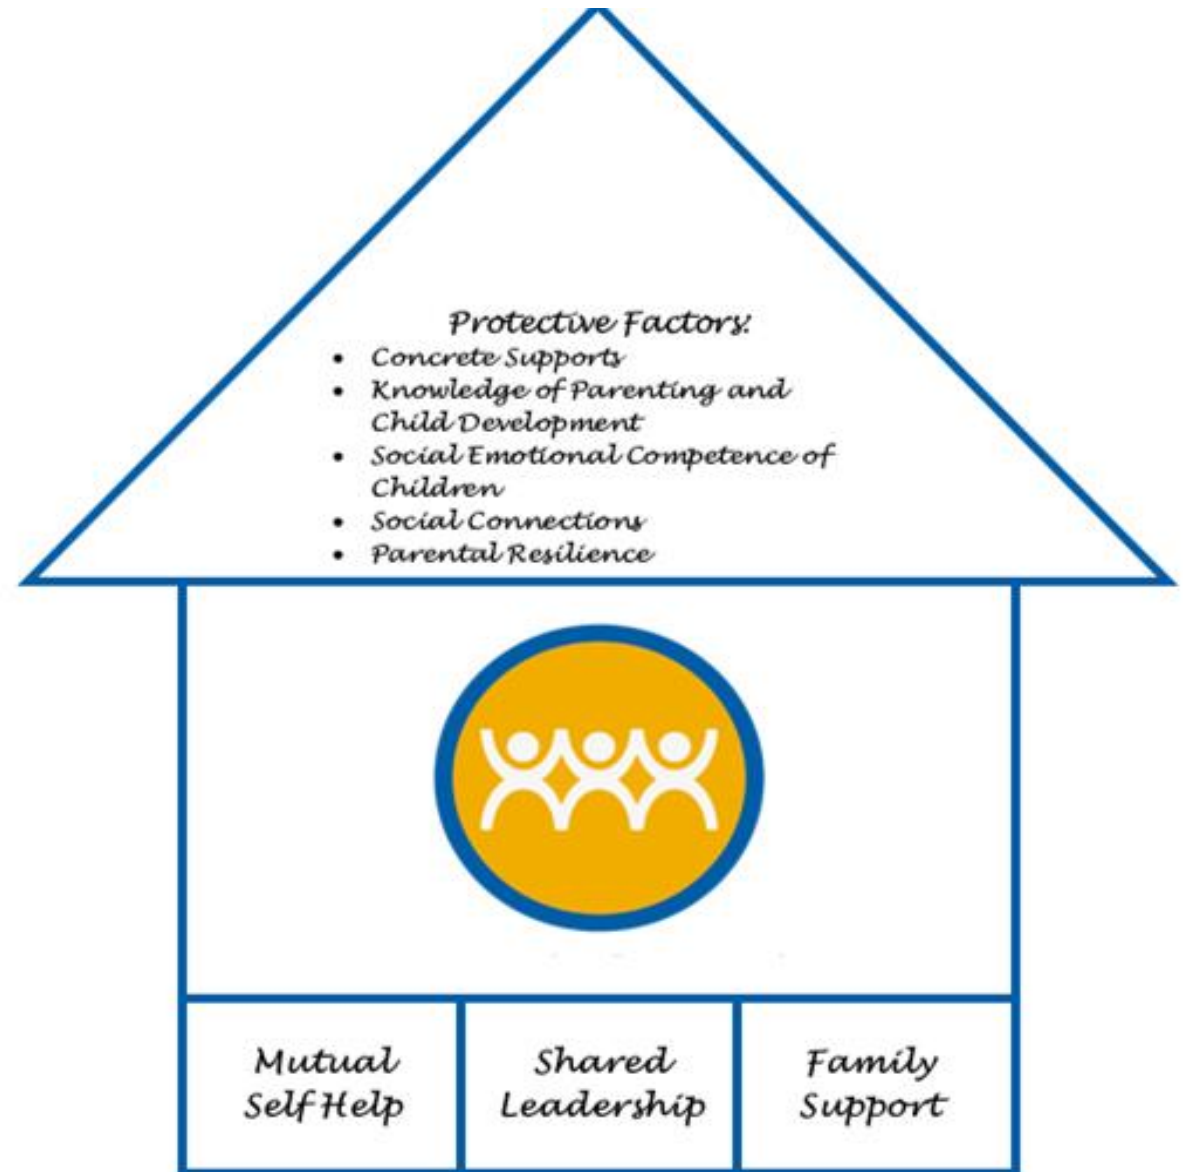 Protective Factors:
• Concrete Supports
• Knowledge of Parenting and
Child Development
• Social Emotional Competence of
Children
• Social Connections
• Parental Resilience
Mutual
Self Help
Shared
Leadership
Family
Support